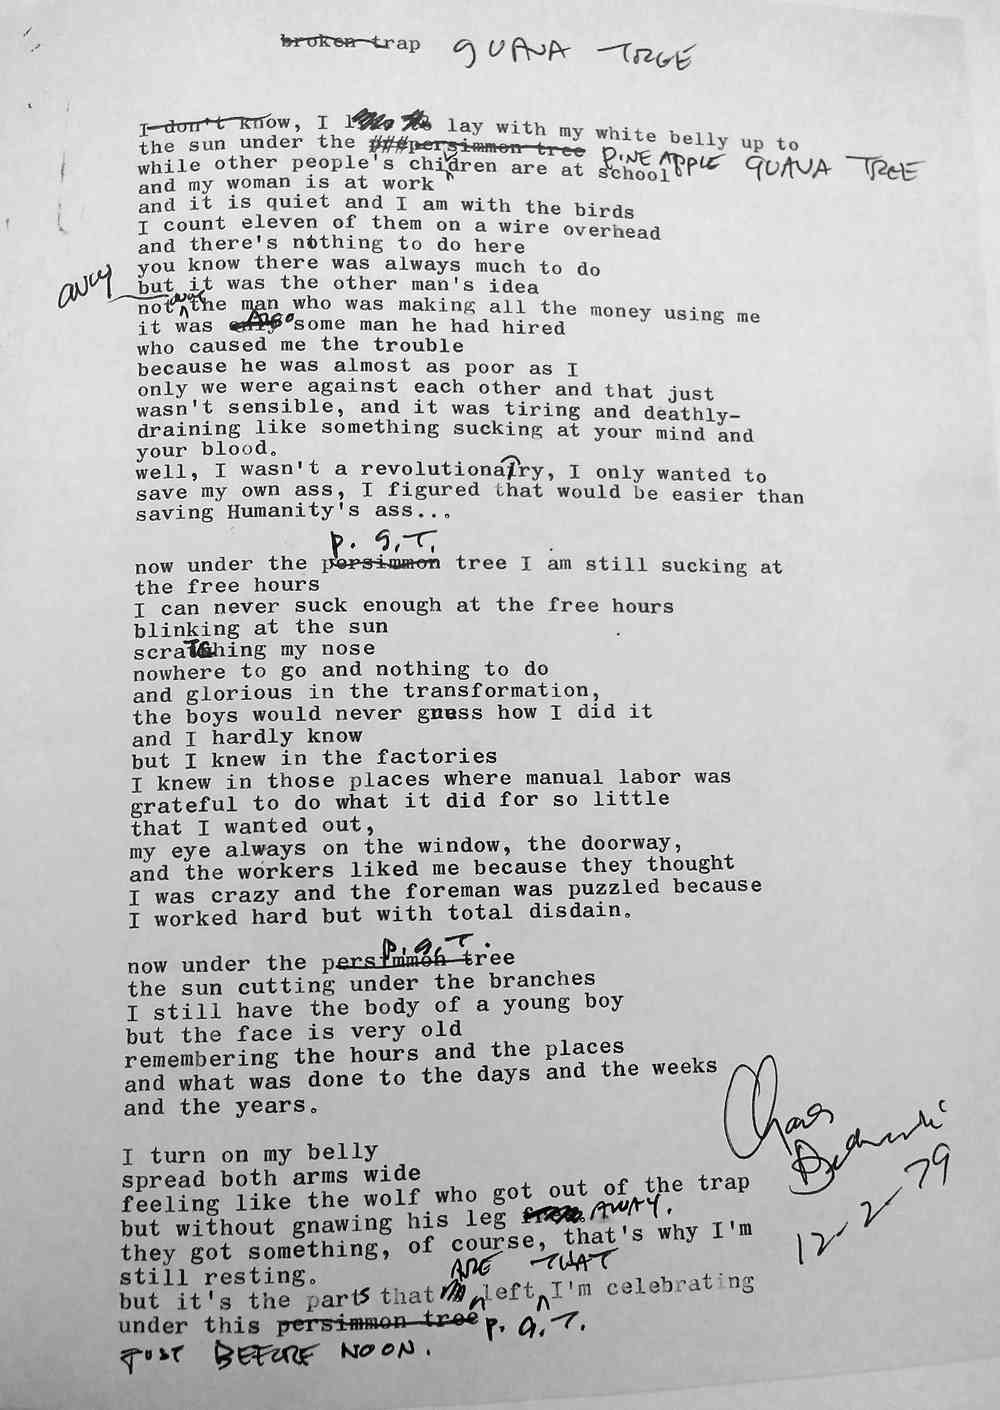 broken trap GUAVA TREE
I don't know, I lay with my white belly up to
the sun under the ###persimmon tree PINEAPPLE GUAVA TREE
while other people's children are at school
and my woman is at work
and it is quiet and I am with the birds
I count eleven of them on a wire overhead
and there's nothing to do here
you know there was always much to do
but it was the other man's idea
not the man who was making all the money using me
it was ALSO some man he had hired
who caused me the trouble
because he was almost as poor as I
only we were against each other and that just
wasn't sensible, and it was tiring and deathly-
draining like something sucking at your mind and
your blood.
well, I wasn't a revolutionairy, I only wanted to
save my own ass, I figured that would be easier than
saving Humanity's ass...
P. G. T.
now under the persimmon tree I am still sucking at
the free hours
I can never suck enough at the free hours
blinking at the sun
scratching my nose
nowhere to go and nothing to do
and glorious in the transformation,
the boys would never guess how I did it
and I hardly know
but I knew in the factories
I knew in those places where manual labor was
grateful to do what it did for so little
that I wanted out,
my eye always on the window, the doorway,
and the workers liked me because they thought
I was crazy and the foreman was puzzled because
I worked hard but with total disdain.
P. G. T.
now under the persimmon tree
the sun cutting under the branches
I still have the body of a young boy
but the face is very old
remembering the hours and the places
and what was done to the days and the weeks
and the years.
Charles Bukowski
12-2-79
I turn on my belly
spread both arms wide
feeling like the wolf who got out of the trap
but without gnawing his leg AWAY.
they got something, of course, that's why I'm
still resting.
ARE THAT
but it's the parts that left I'm celebrating
under this persimmon tree P. G. T.
JUST BEFORE NOON.